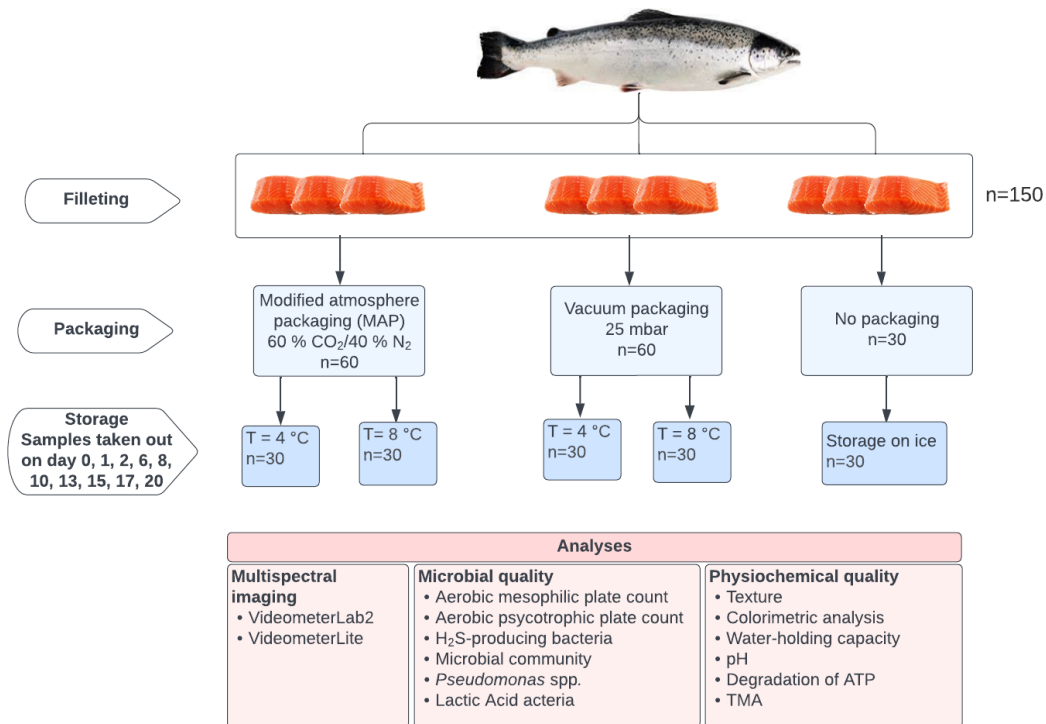 Filleting
n=150
Packaging
Modified atmosphere
packaging (MAP)
60 % CO₂/40 % N₂
n=60
Vacuum packaging
25 mbar
n=60
No packaging
n=30
Storage
Samples taken out
on day 0, 1, 2, 6, 8,
10, 13, 15, 17, 20
T = 4 °C
n=30
T= 8 °C
n=30
T = 4 °C
n=30
T = 8 °C
n=30
Storage on ice
n=30
Analyses
Multispectral
imaging
• VideometerLab2
• VideometerLite
Microbial quality
• Aerobic mesophilic plate count
• Aerobic psycotrophic plate count
• H₂S-producing bacteria
• Microbial community
• Pseudomonas spp.
• Lactic Acid acteria
Physiochemical quality
• Texture
• Colorimetric analysis
• Water-holding capacity
• pH
• Degradation of ATP
• TMA